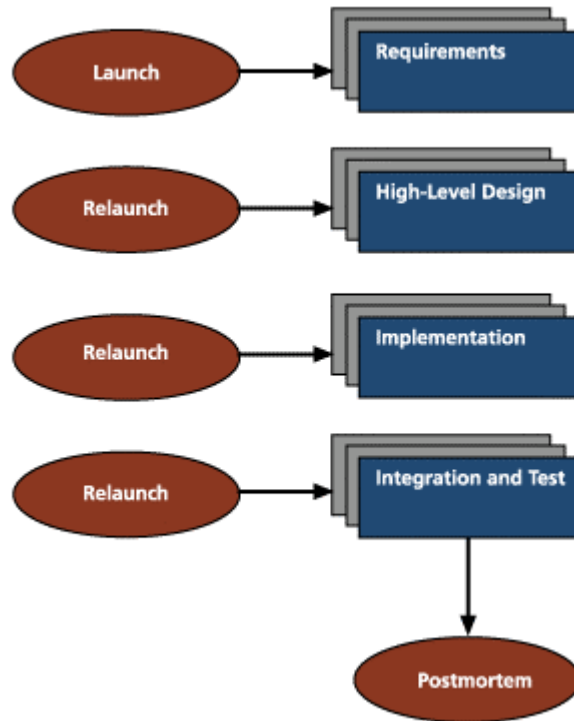 Launch
Requirements
Relaunch
High-Level Design
Relaunch
Implementation
Relaunch
Integration and Test
Postmortem